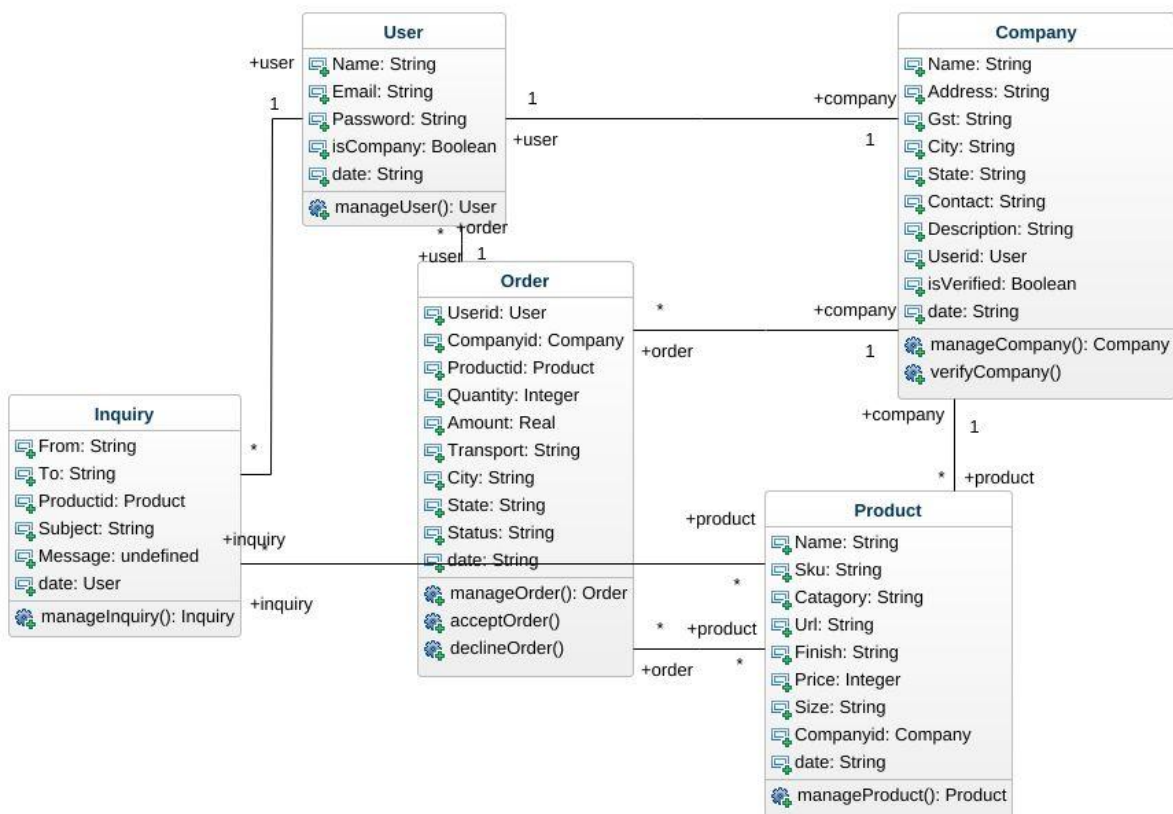 User
Name: String
Email: String
Password: String
isCompany: Boolean
date: String
manageUser(): User
Company
Name: String
Address: String
Gst: String
City: String
State: String
Contact: String
Description: String
Userid: User
isVerified: Boolean
date: String
manageCompany(): Company
verifyCompany()
+user
1
1
+user
+company
1
* +order
+user 1
Order
Userid: User
Companyid: Company
Productid: Product
Quantity: Integer
Amount: Real
Transport: String
City: String
State: String
Status: String
date: String
manageOrder(): Order
acceptOrder()
declineOrder()
*
+order
+company
1
Inquiry
From: String
To: String
Productid: Product
Subject: String
Message: undefined
date: User
manageInquiry(): Inquiry
*
+inquiry
*
+inquiry
+company
1
* +product
+product
*
* +product
+order *
Product
Name: String
Sku: String
Catagory: String
Url: String
Finish: String
Price: Integer
Size: String
Companyid: Company
date: String
manageProduct(): Product